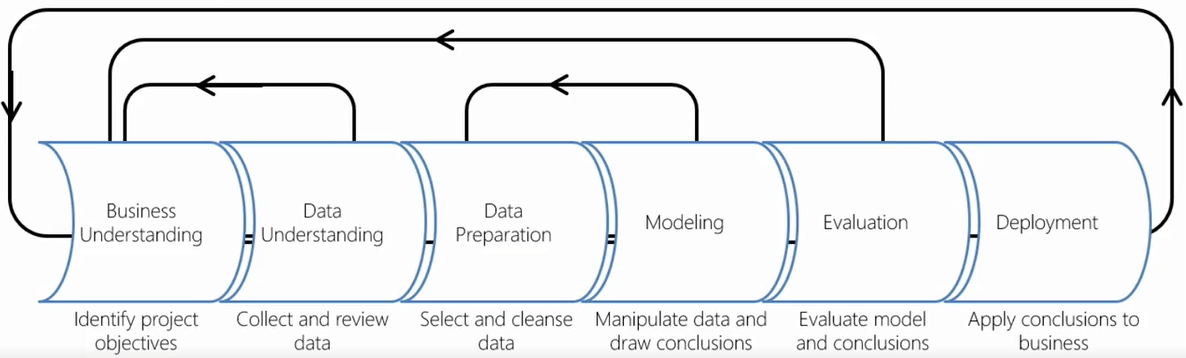 Business
Understanding
Data
Understanding
Data
Preparation
Modeling
Evaluation
Deployment
Identify project
objectives
Collect and review
data
Select and cleanse
data
Manipulate data and
draw conclusions
Evaluate model
and conclusions
Apply conclusions to
business